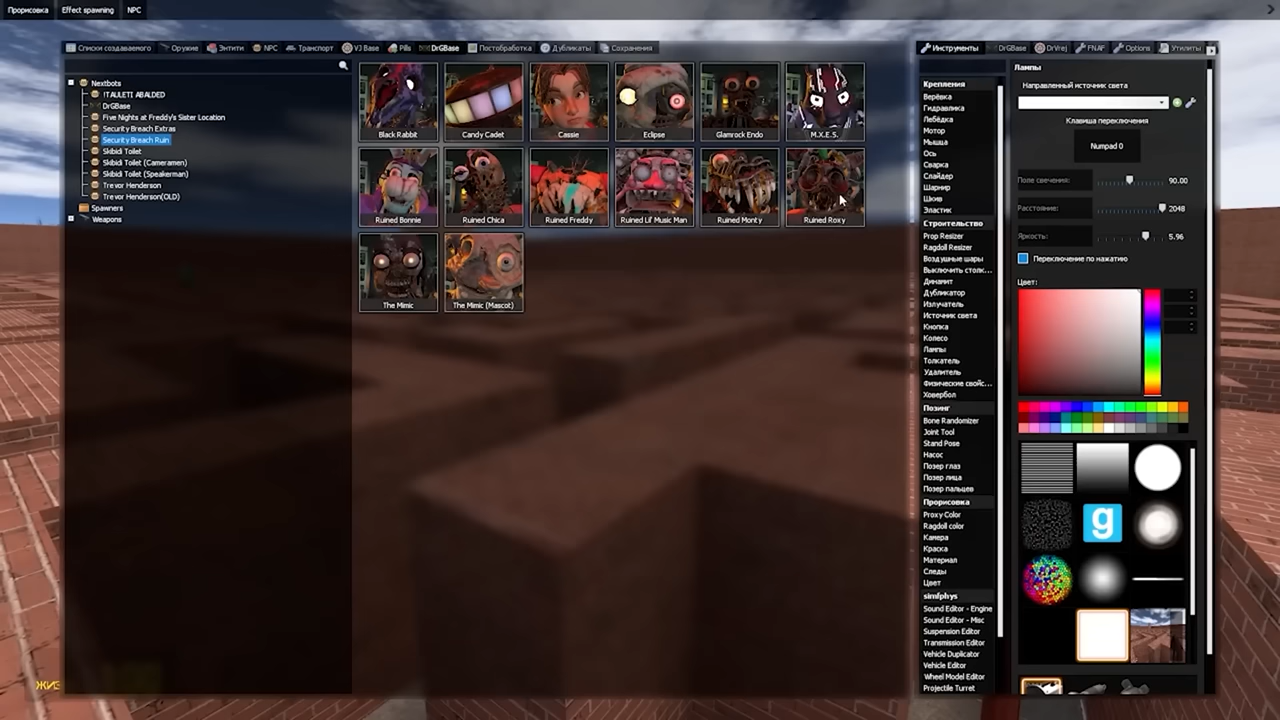 Прорисовка Effect spawning NPC
Списки создаваемого Оружие Энтити NPC Транспорт VJ Base Pills DrGBase Постобработка Дубликаты Сохранения
Nextbots
!TAULETI ABALDED
DrGBase
Five Nights at Freddy's Sister Location
Security Breach Extras
Security Breach Ruin
Skibidi Toilet
Skibidi Toilet (Cameramen)
Skibidi Toilet (Speakerman)
Trevor Henderson
Trevor Henderson(OLD)
Spawners
Weapons
Black Rabbit
Candy Cadet
Cassie
Eclipse
Glamrock Endo
M.X.E.S.
Ruined Bonnie
Ruined Chica
Ruined Freddy
Ruined Lil' Music Man
Ruined Monty
Ruined Roxy
The Mimic
The Mimic (Mascot)
Инструменты DrGBase DrVrej FNAF Options Утилиты
Крепления
Верёвка
Гидравлика
Лебёдка
Мотор
Мышца
Ось
Сварка
Слайдер
Шарнир
Шкив
Эластик
Строительство
Prop Resizer
Ragdoll Resizer
Воздушные шары
Выключить столк...
Динамит
Дубликатор
Излучатель
Источник света
Кнопка
Колесо
Лампы
Толкатель
Удалитель
Физические свойс...
Ховербол
Позинг
Bone Randomizer
Joint Tool
Stand Pose
Насос
Позер глаз
Позер лица
Позер пальцев
Прорисовка
Proxy Color
Ragdoll color
Камера
Краска
Материал
Следы
Цвет
simfphys
Sound Editor - Engine
Sound Editor - Misc
Suspension Editor
Transmission Editor
Vehicle Duplicator
Vehicle Editor
Wheel Model Editor
Projectile Turret
Лампы
Направленный источник света
Клавиша переключения
Numpad 0
Поле свечения: 90.00
Расстояние: 2048
Яркость: 5.96
Переключение по нажатию
Цвет:
g